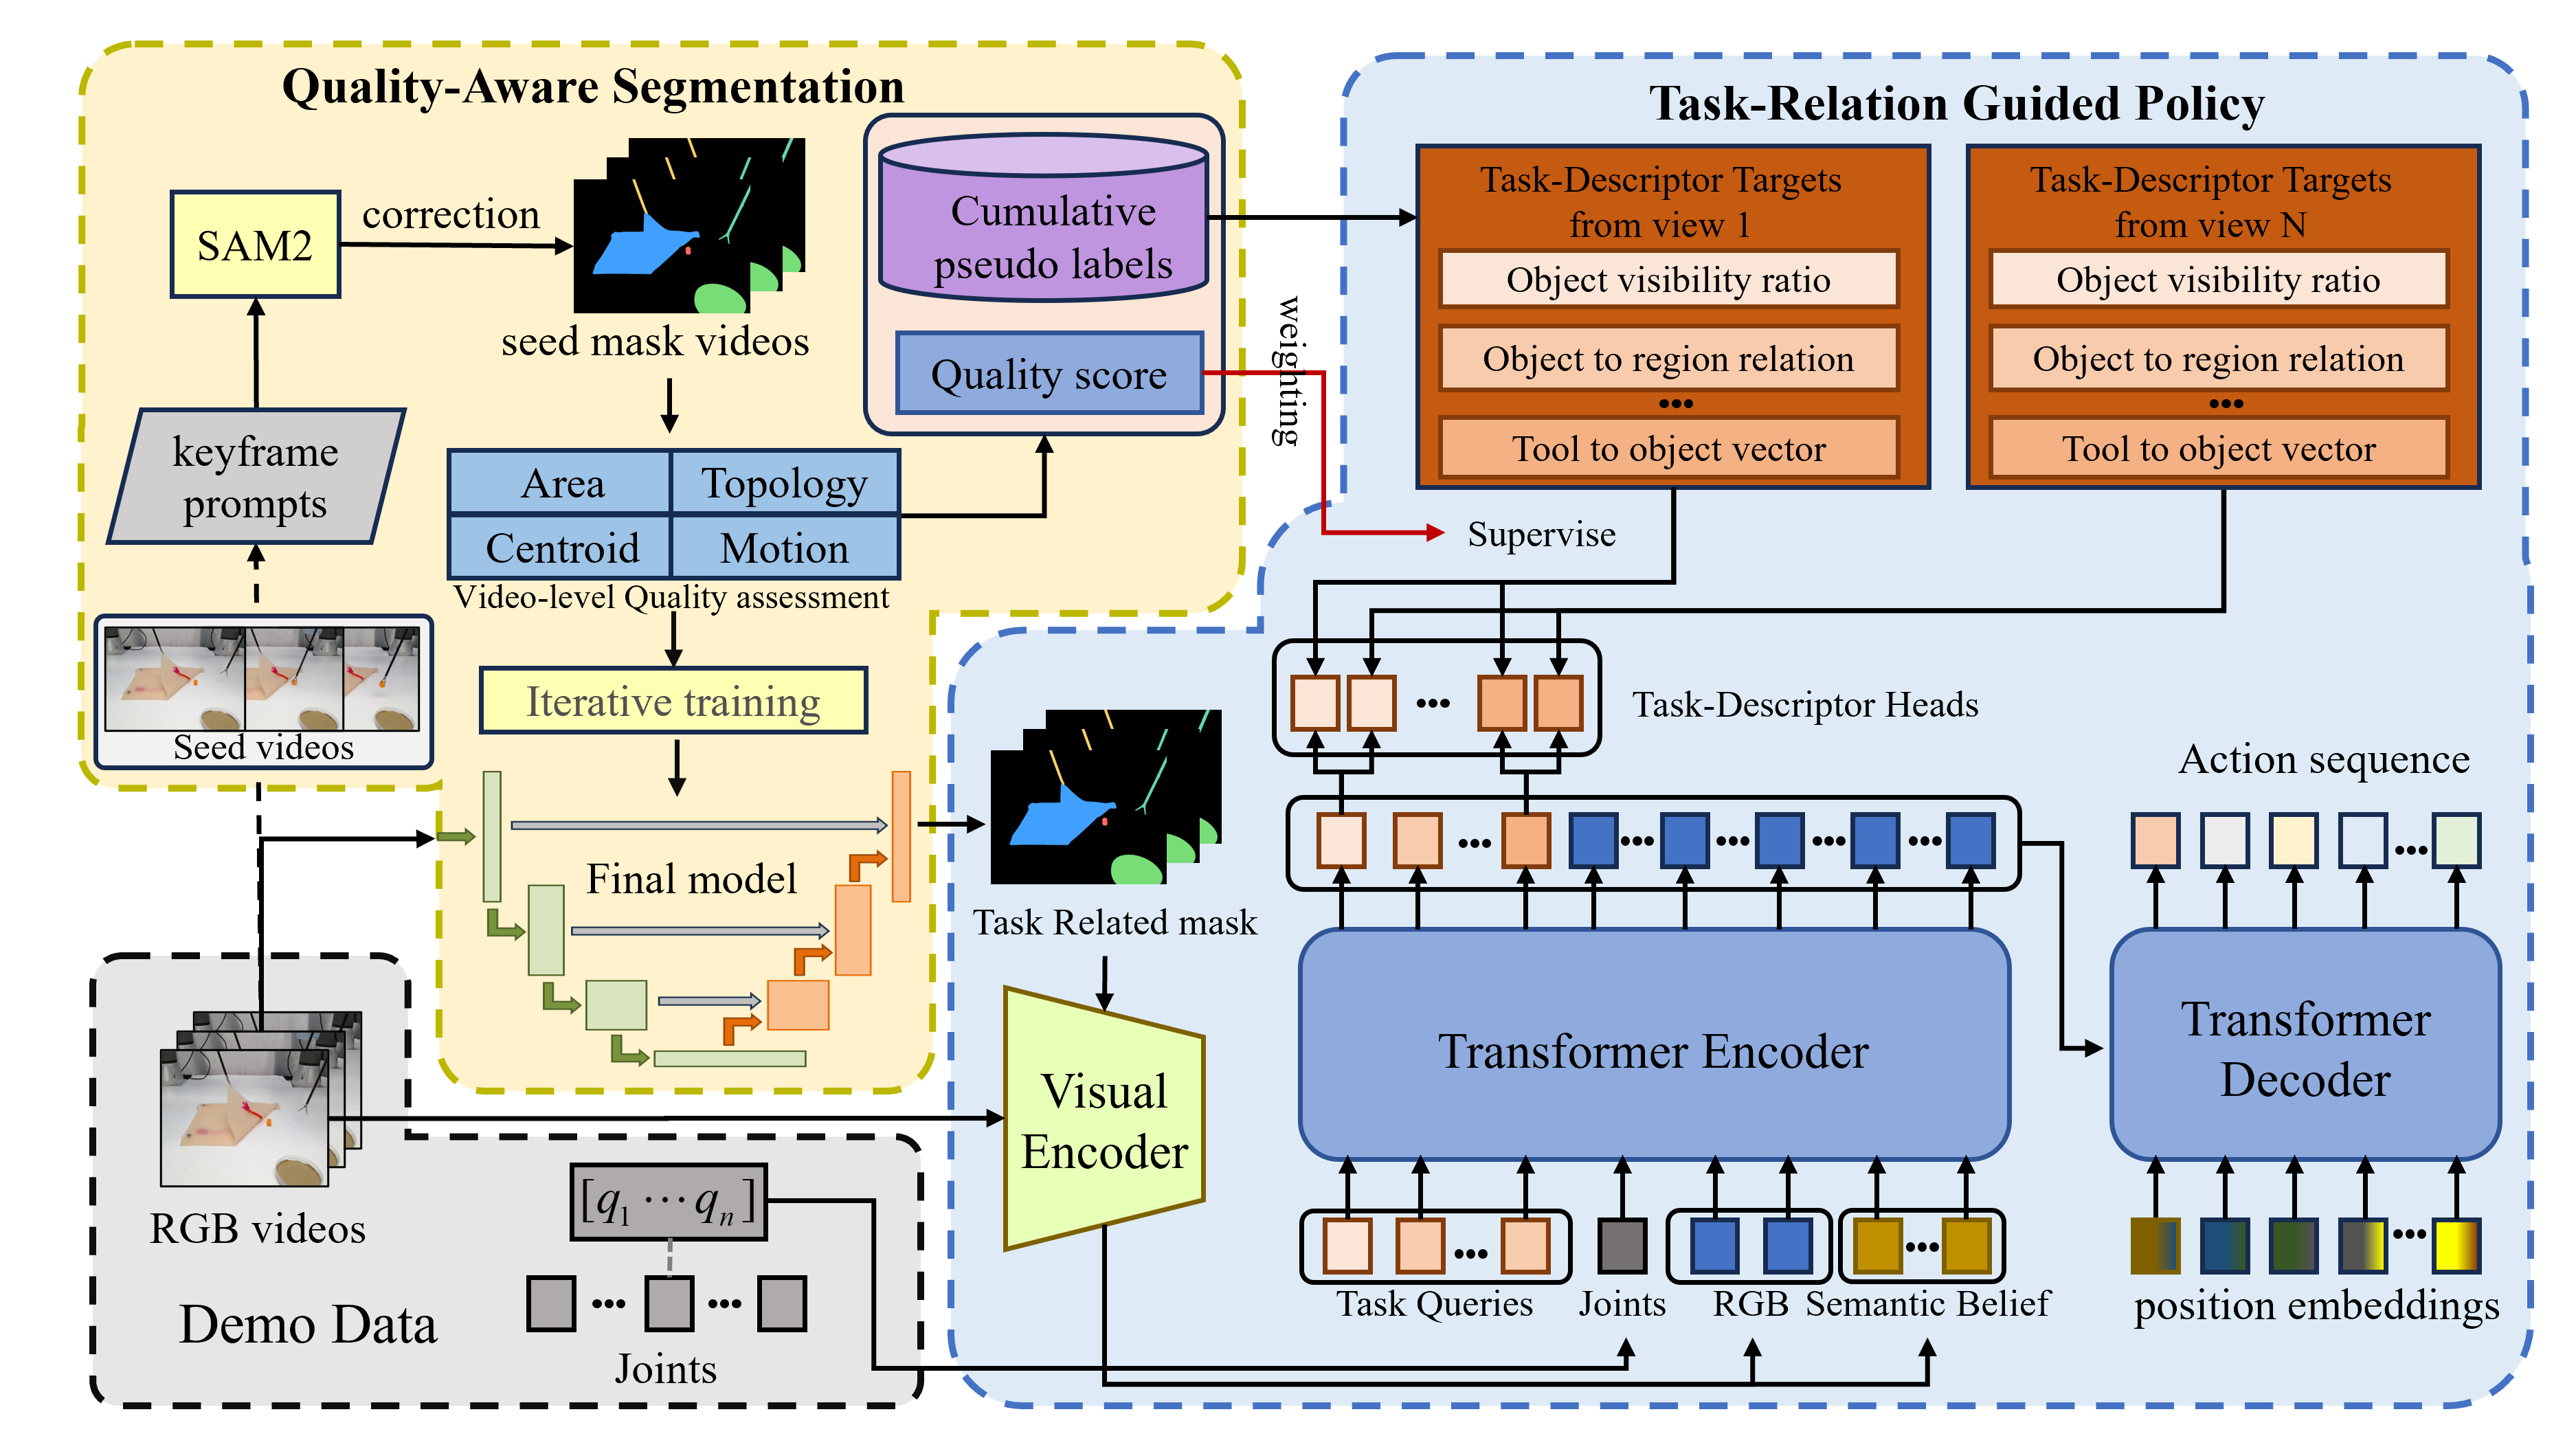 Quality-Aware Segmentation
SAM2
correction
seed mask videos
keyframe
prompts
Seed videos
Cumulative
pseudo labels
Quality score
weighting
Area
Topology
Centroid
Motion
Video-level Quality assessment
Iterative training
Final model
RGB videos
Demo Data
[q1 ⋯ qn]
Joints
Task-Relation Guided Policy
Task-Descriptor Targets
from view 1
Object visibility ratio
Object to region relation
•••
Tool to object vector
Task-Descriptor Targets
from view N
Object visibility ratio
Object to region relation
•••
Tool to object vector
Supervise
Task-Descriptor Heads
Task Related mask
Visual
Encoder
Transformer Encoder
Task Queries
Joints
RGB
Semantic Belief
Action sequence
Transformer
Decoder
position embeddings